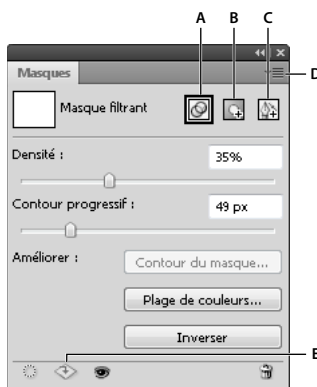 A B C
Masques
D
Masque filtrant
Densité : 35%
Contour progressif : 49 px
Améliorer : Contour du masque...
Plage de couleurs...
Inverser
E